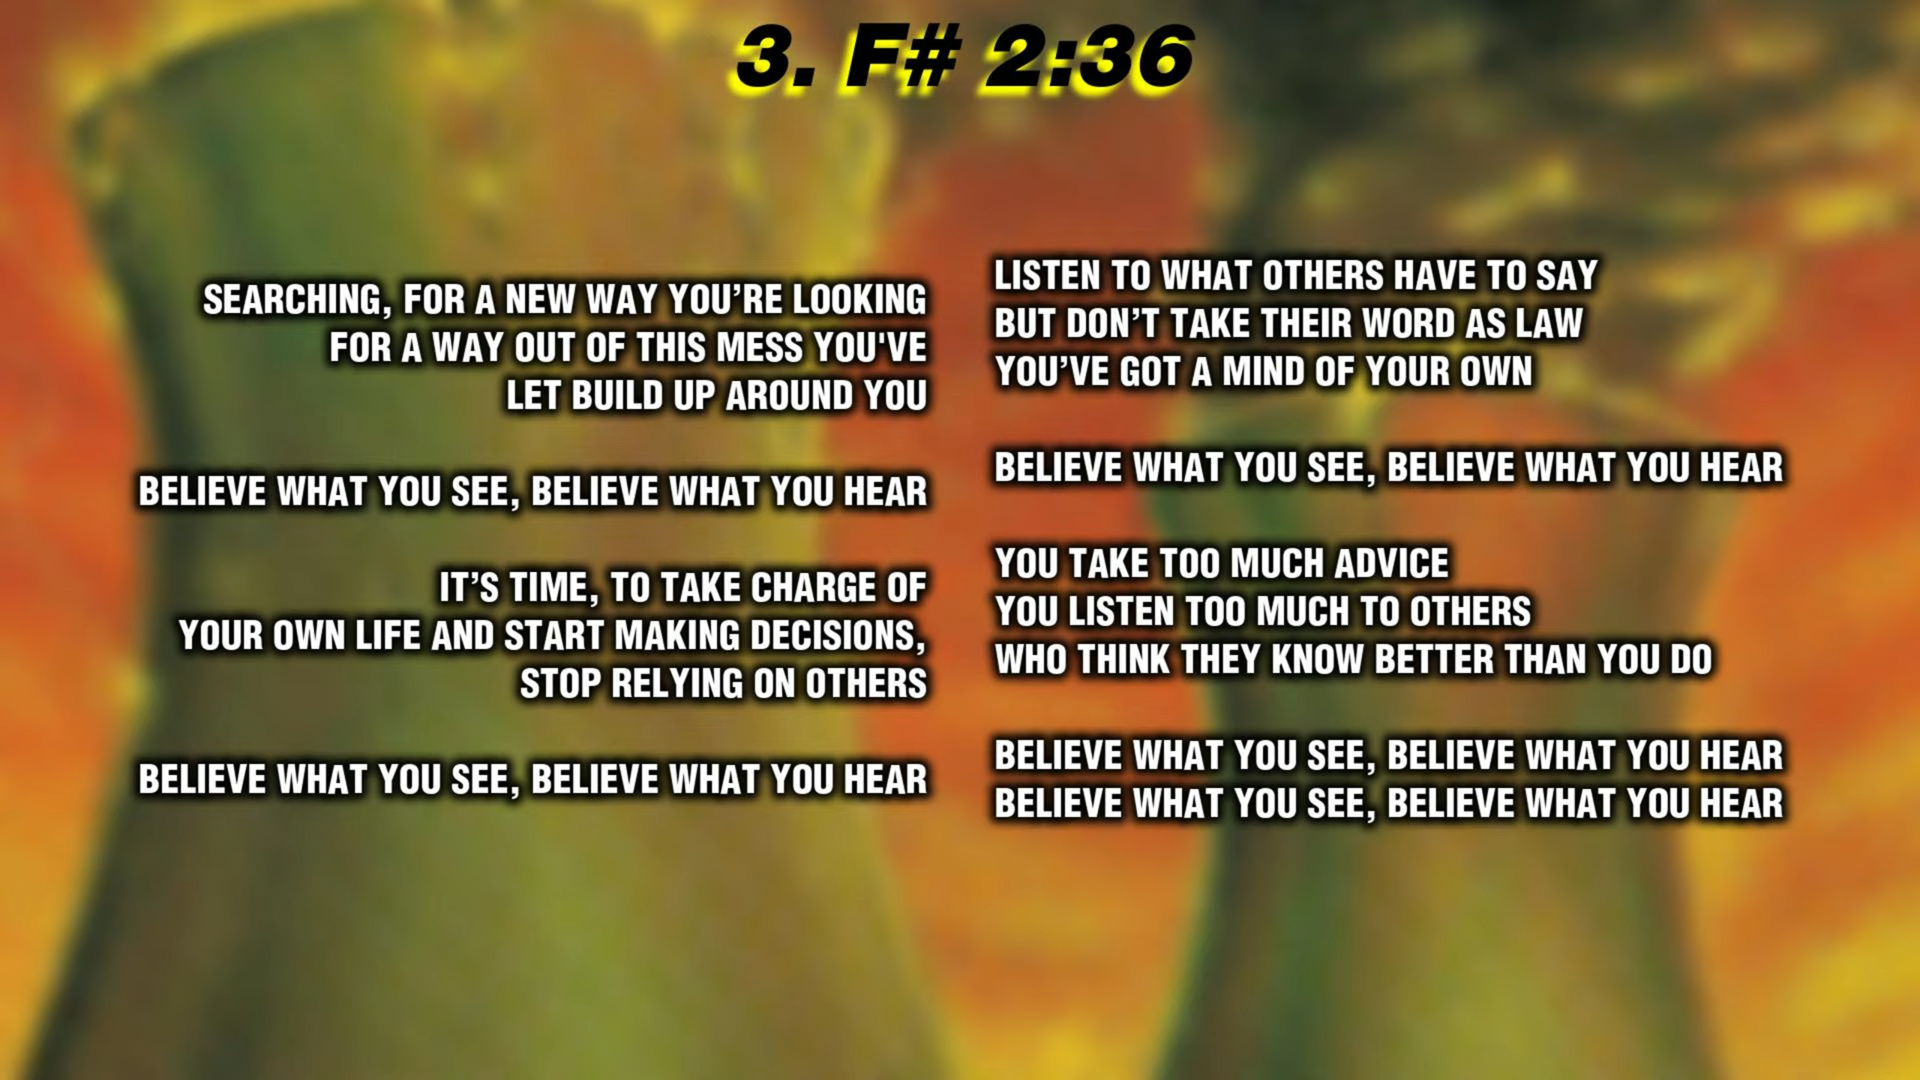 3. F# 2:36
SEARCHING, FOR A NEW WAY YOU’RE LOOKING
FOR A WAY OUT OF THIS MESS YOU'VE
LET BUILD UP AROUND YOU
BELIEVE WHAT YOU SEE, BELIEVE WHAT YOU HEAR
IT’S TIME, TO TAKE CHARGE OF
YOUR OWN LIFE AND START MAKING DECISIONS,
STOP RELYING ON OTHERS
BELIEVE WHAT YOU SEE, BELIEVE WHAT YOU HEAR
LISTEN TO WHAT OTHERS HAVE TO SAY
BUT DON’T TAKE THEIR WORD AS LAW
YOU’VE GOT A MIND OF YOUR OWN
BELIEVE WHAT YOU SEE, BELIEVE WHAT YOU HEAR
YOU TAKE TOO MUCH ADVICE
YOU LISTEN TOO MUCH TO OTHERS
WHO THINK THEY KNOW BETTER THAN YOU DO
BELIEVE WHAT YOU SEE, BELIEVE WHAT YOU HEAR
BELIEVE WHAT YOU SEE, BELIEVE WHAT YOU HEAR